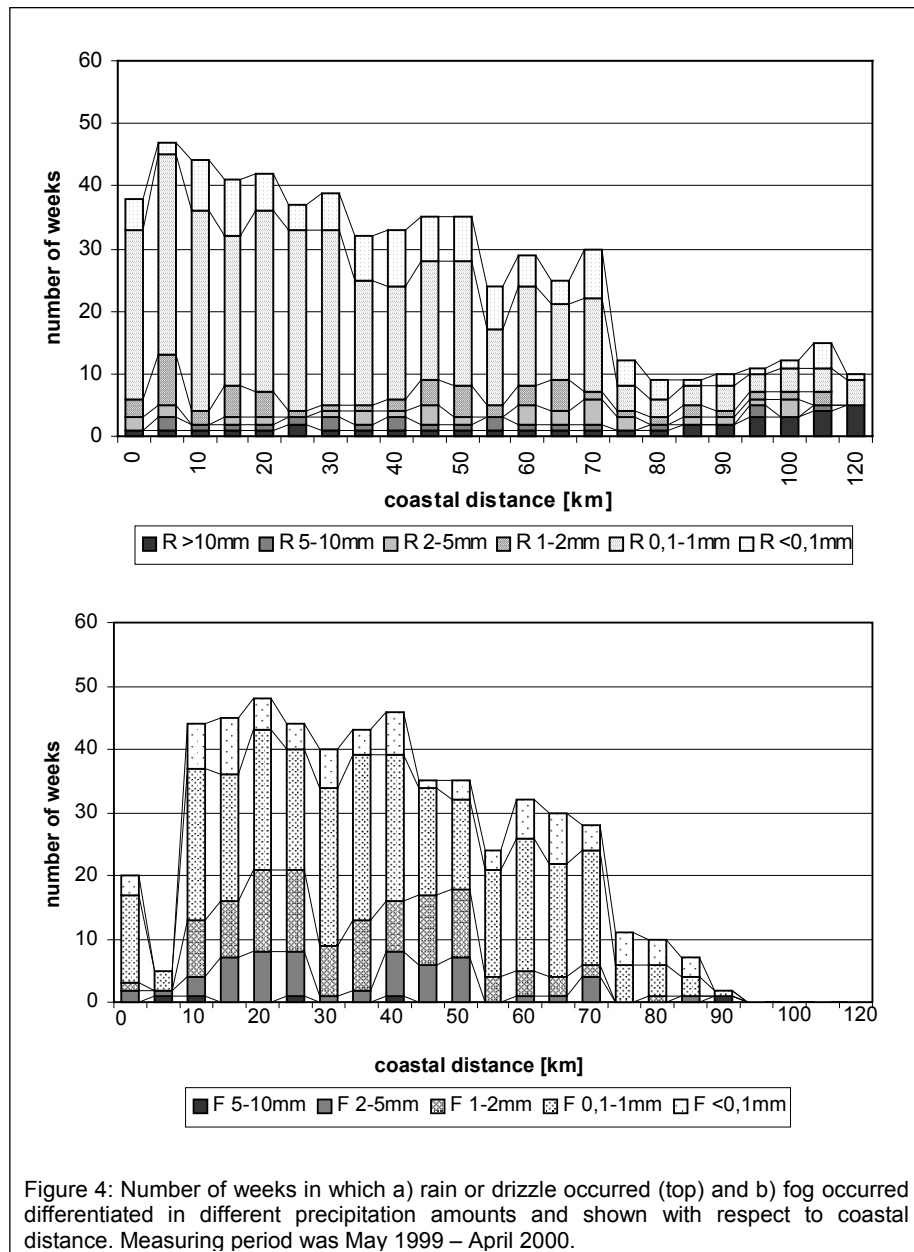 60
50
40
30
20
10
0
number of weeks
0
10
20
30
40
50
60
70
80
90
100
120
coastal distance [km]
R >10mm R 5-10mm R 2-5mm R 1-2mm R 0,1-1mm R <0,1mm
60
50
40
30
20
10
0
number of weeks
0 10 20 30 40 50 60 70 80 90 100 120
coastal distance [km]
F 5-10mm F 2-5mm F 1-2mm F 0,1-1mm F <0,1mm
Figure 4: Number of weeks in which a) rain or drizzle occurred (top) and b) fog occurred
differentiated in different precipitation amounts and shown with respect to coastal
distance. Measuring period was May 1999 – April 2000.